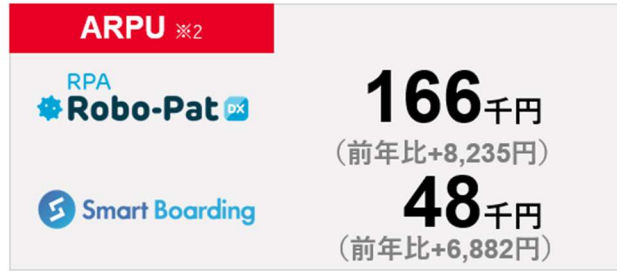 ARPU ※2
RPA
Robo-Pat DX
166千円
（前年比+8,235円）
Smart Boarding
48千円
（前年比+6,882円）